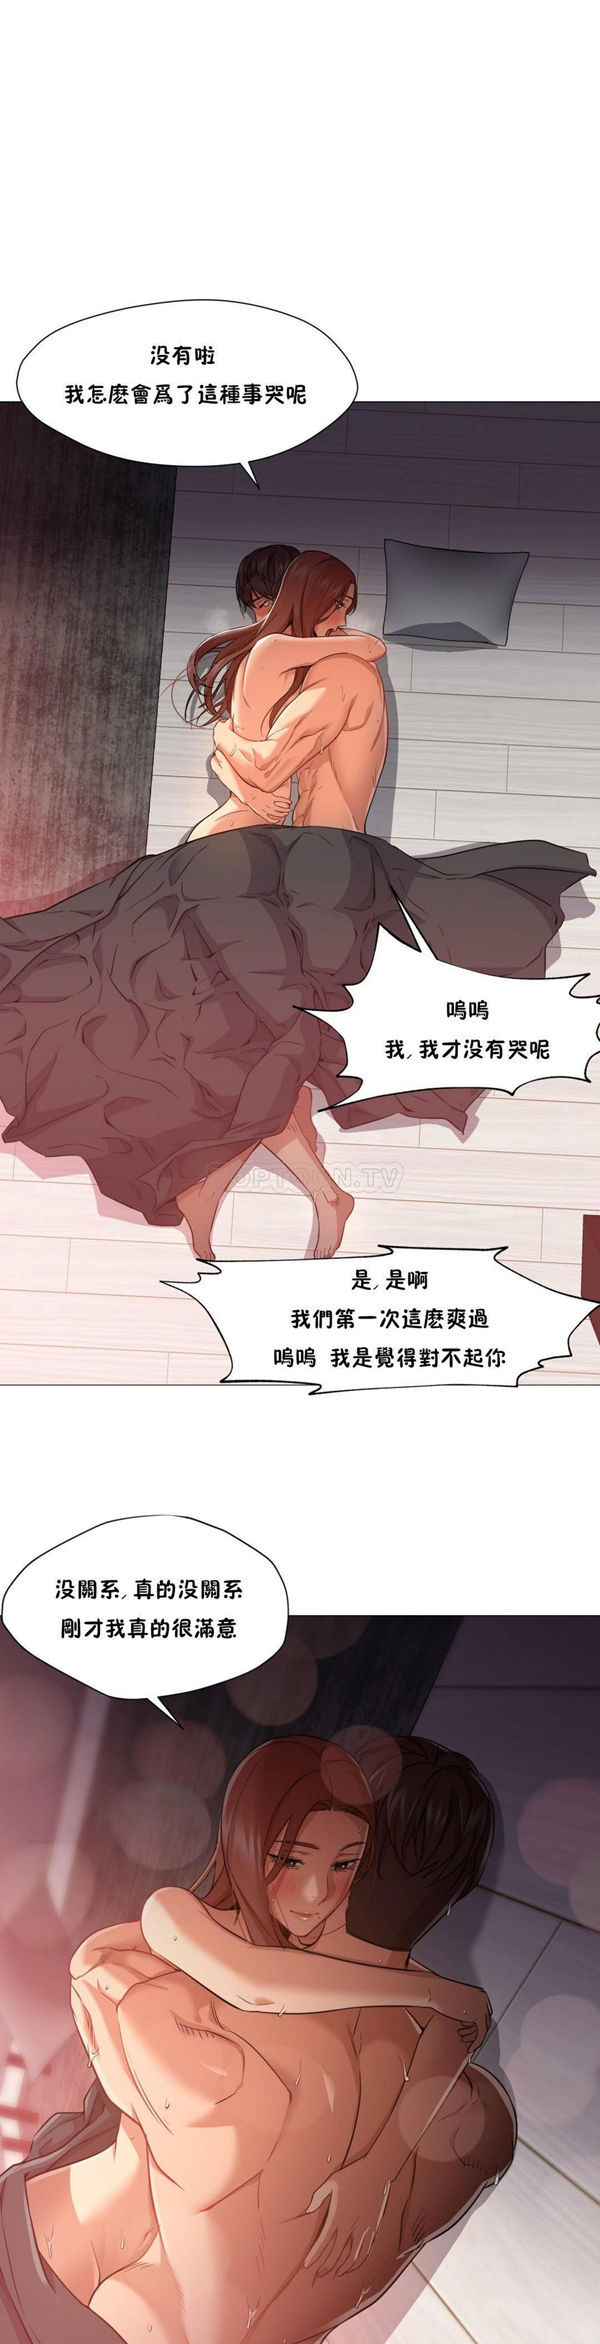 没有啦
我怎麽會爲了這種事哭呢
嗚嗚
我,我才没有哭呢
TOPTOON.TV
是,是啊
我們第一次這麽爽過
嗚嗚 我是覺得對不起你
没關系,真的没關系
剛才我真的很滿意